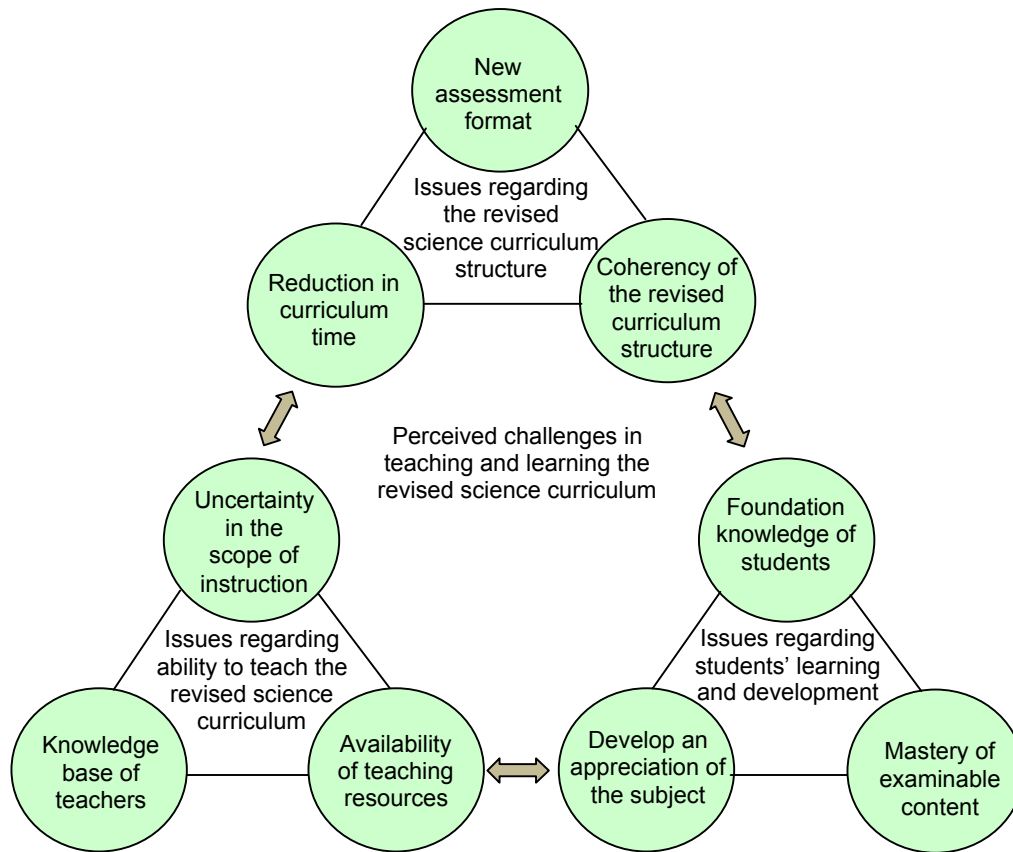 New
assessment
format
Issues regarding
the revised
science curriculum
structure
Reduction in
curriculum
time
Coherency of
the revised
curriculum
structure
Perceived challenges in
teaching and learning the
revised science curriculum
Uncertainty
in the
scope of
instruction
Issues regarding
ability to teach the
revised science
curriculum
Knowledge
base of
teachers
Availability
of teaching
resources
Foundation
knowledge of
students
Issues regarding
students’ learning
and development
Develop an
appreciation of
the subject
Mastery of
examinable
content